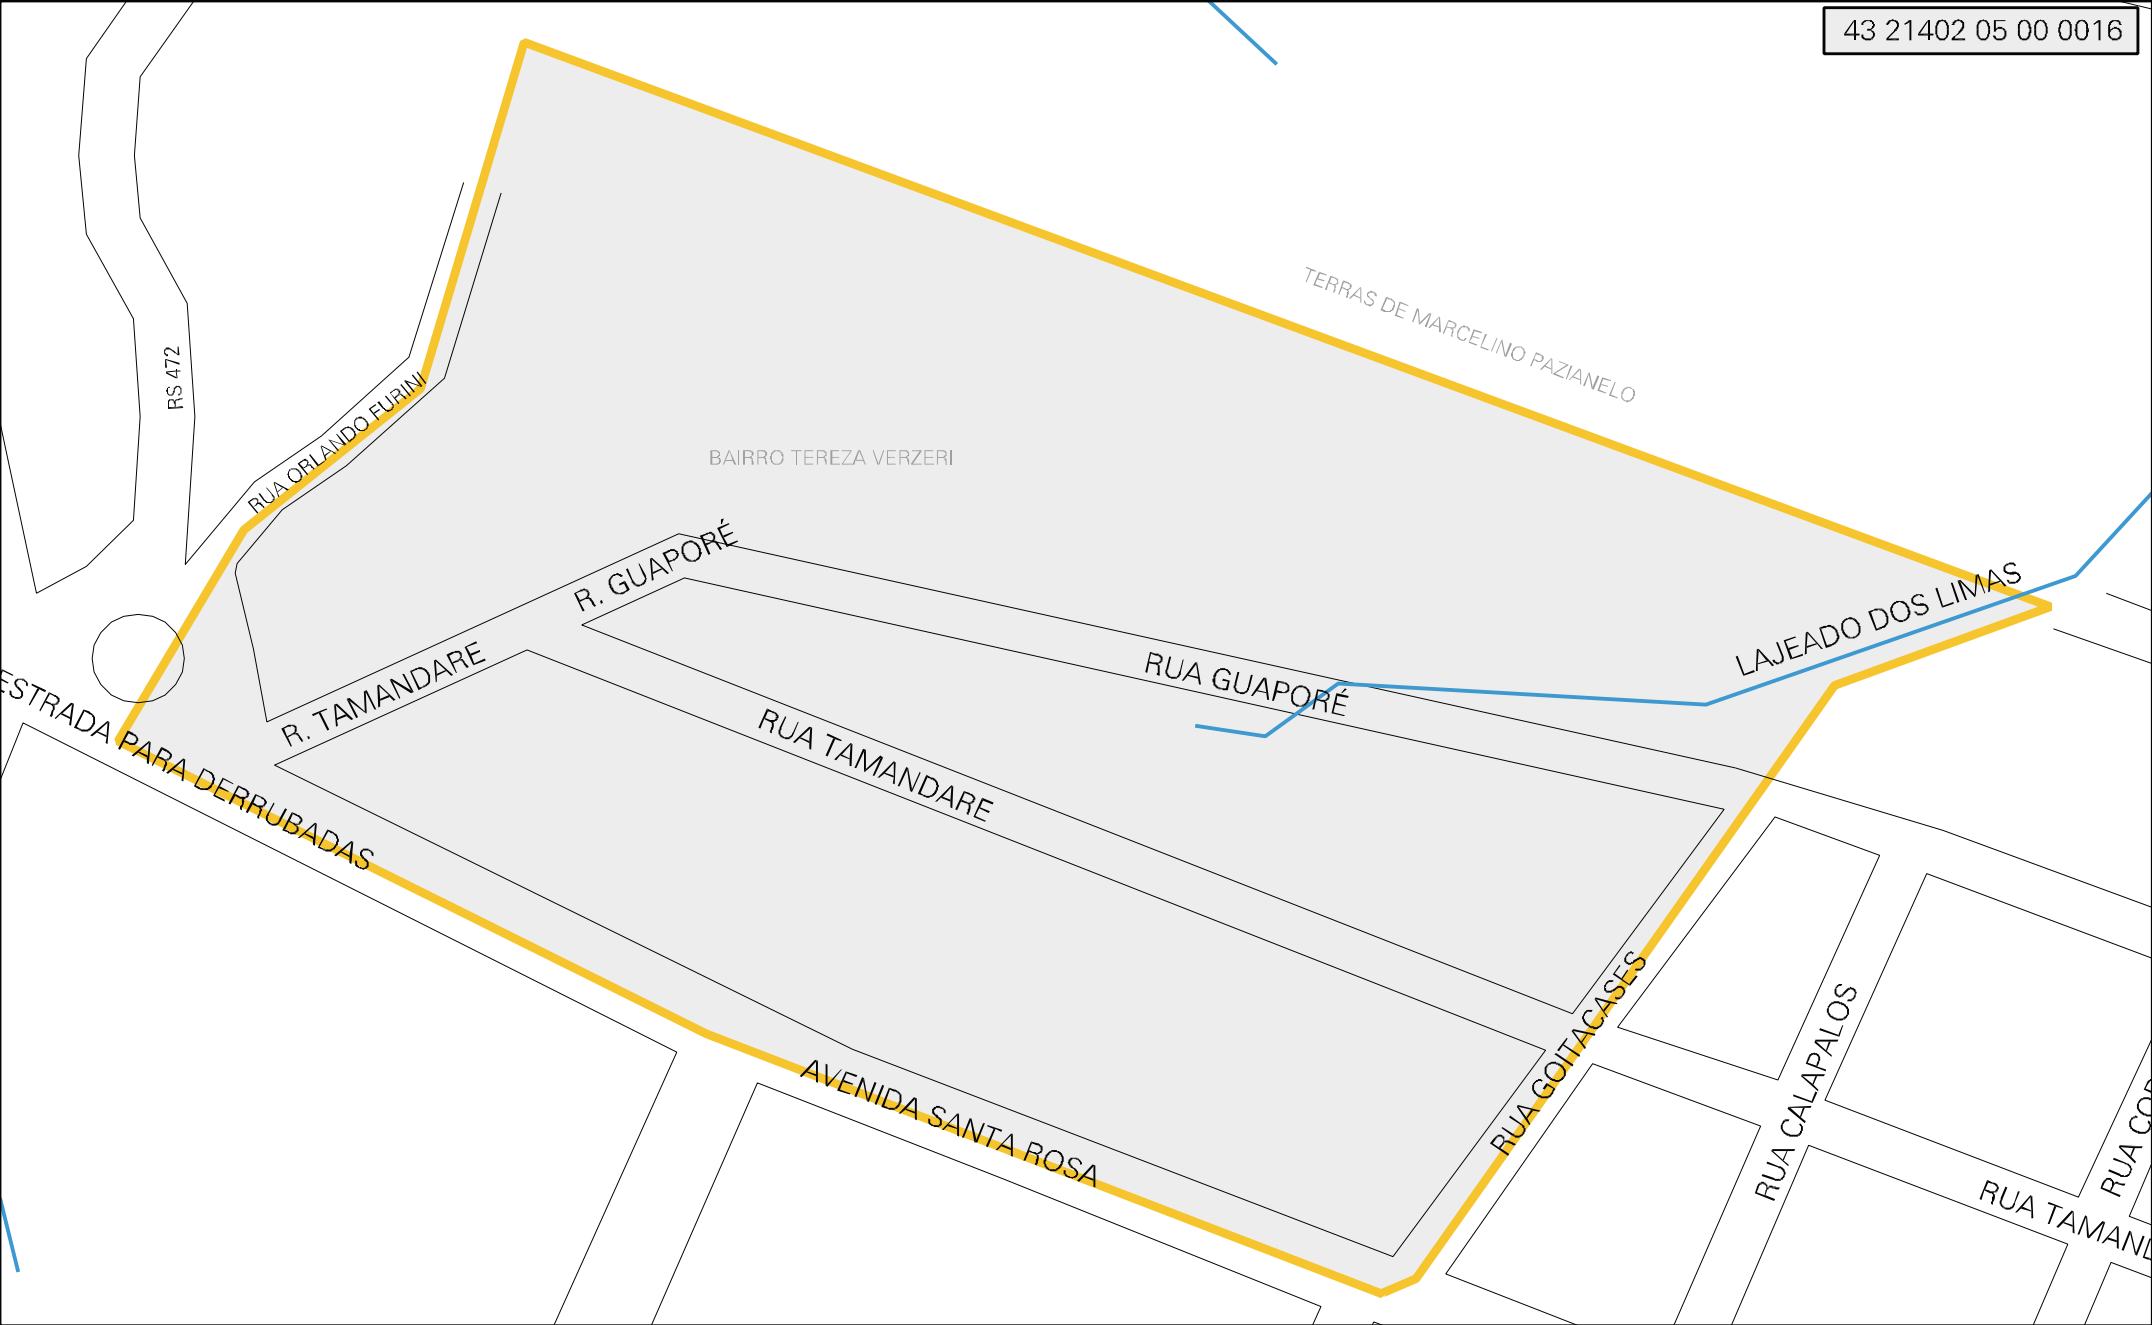 43 21402 05 00 0016
TERRAS DE MARCELINO PAZIANELO
RS 472
RUA ORLANDO FURINI
BAIRRO TEREZA VERZERI
R. GUAPORÉ
LAJEADO DOS LIMAS
R. TAMANDARE
RUA GUAPORÉ
ESTRADA PARA DERRUBADAS
RUA TAMANDARE
RUA GOITACASES
RUA CALAPALOS
AVENIDA SANTA ROSA
RUA
RUA